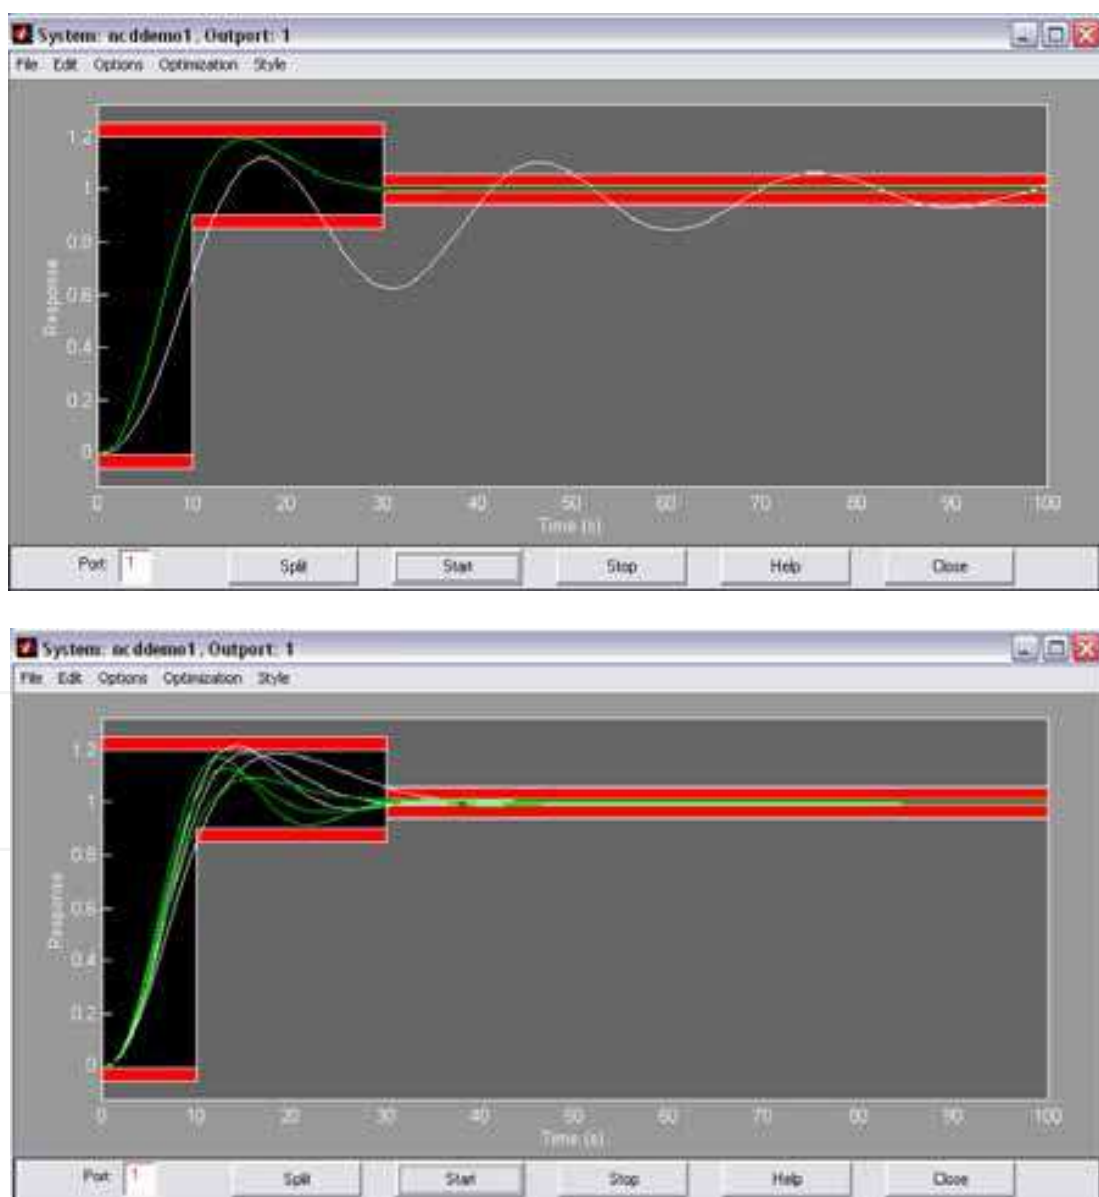 System: ncddemo1, Outport: 1
File Edit Options Optimization Style
1.2
1
0.8
0.6
0.4
0.2
0
Response
0 10 20 30 40 50 60 70 80 90 100
Time (s)
Port: 1 Split Start Stop Help Close
System: ncddemo1, Outport: 1
File Edit Options Optimization Style
1.2
1
0.8
0.6
0.4
0.2
0
Response
0 10 20 30 40 50 60 70 80 90 100
Time (s)
Port: 1 Split Start Stop Help Close